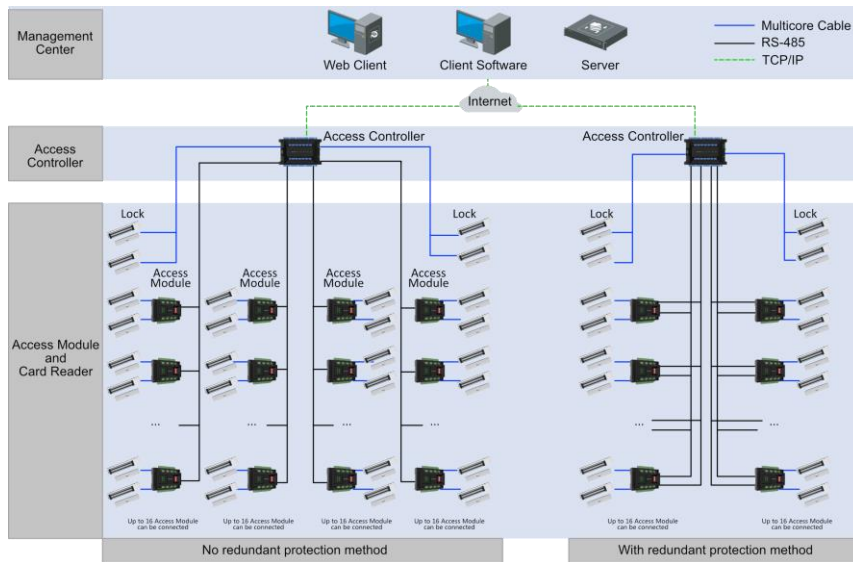 Management
Center
Web Client
Client Software
Server
Multicore Cable
RS-485
TCP/IP
Internet
Access
Controller
Access Controller
Access Controller
Access Module
and
Card Reader
Lock
Lock
Lock
Lock
Access
Module
Access
Module
Access
Module
Access
Module
...
...
...
...
...
...
Up to 16 Access Module
can be connected
Up to 16 Access Module
can be connected
Up to 16 Access Module
can be connected
Up to 16 Access Module
can be connected
Up to 16 Access Module
can be connected
Up to 16 Access Module
can be connected
No redundant protection method
With redundant protection method